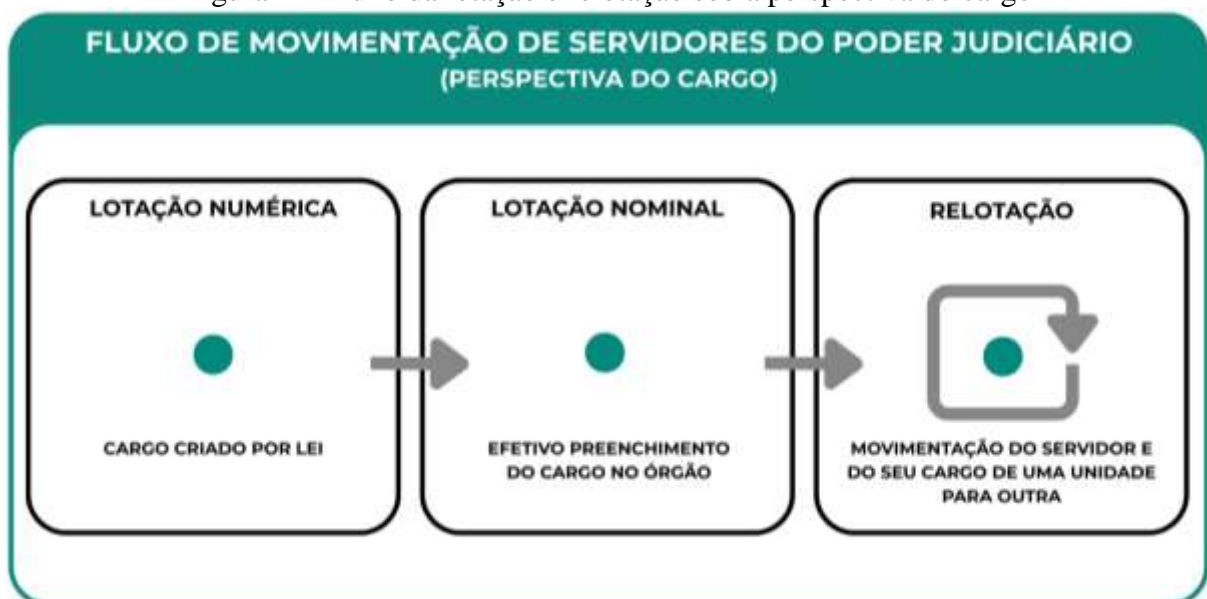 FLUXO DE MOVIMENTAÇÃO DE SERVIDORES DO PODER JUDICIÁRIO
(PERSPECTIVA DO CARGO)
LOTAÇÃO NUMÉRICA
CARGO CRIADO POR LEI
LOTAÇÃO NOMINAL
EFETIVO PREENCHIMENTO
DO CARGO NO ÓRGÃO
RELOTAÇÃO
MOVIMENTAÇÃO DO SERVIDOR E
DO SEU CARGO DE UMA UNIDADE
PARA OUTRA